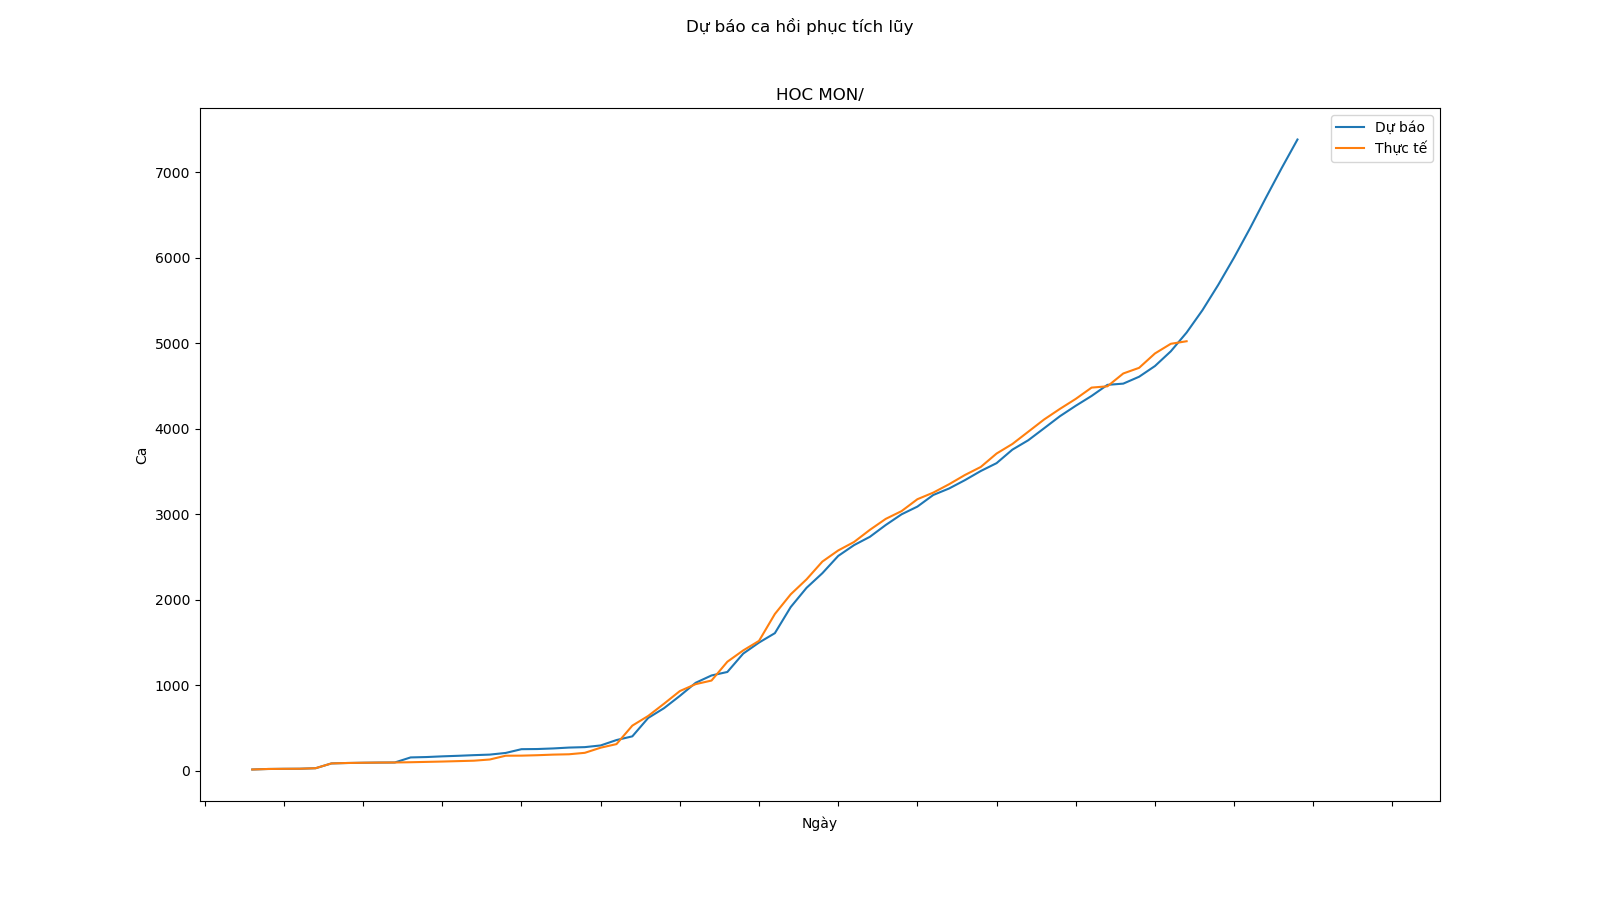 Dự báo ca hồi phục tích lũy
HOC MON/
Dự báo
Thực tế
7000
6000
5000
4000
3000
2000
1000
0
Ca
Ngày